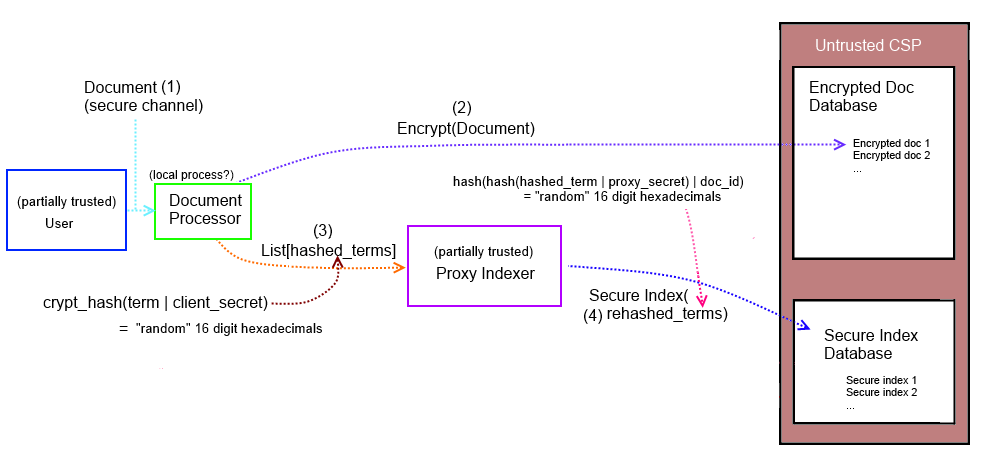 Untrusted CSP
Document (1)
(secure channel)
(2)
Encrypt(Document)
Encrypted Doc
Database
Encrypted doc 1
Encrypted doc 2
...
(local process?)
(partially trusted)
User
Document
Processor
hash(hash(hashed_term | proxy_secret) | doc_id)
= "random" 16 digit hexadecimals
(3)
List[hashed_terms]
(partially trusted)
Proxy Indexer
crypt_hash(term | client_secret)
= "random" 16 digit hexadecimals
Secure Index(
(4) rehashed_terms)
Secure Index
Database
Secure index 1
Secure index 2
...